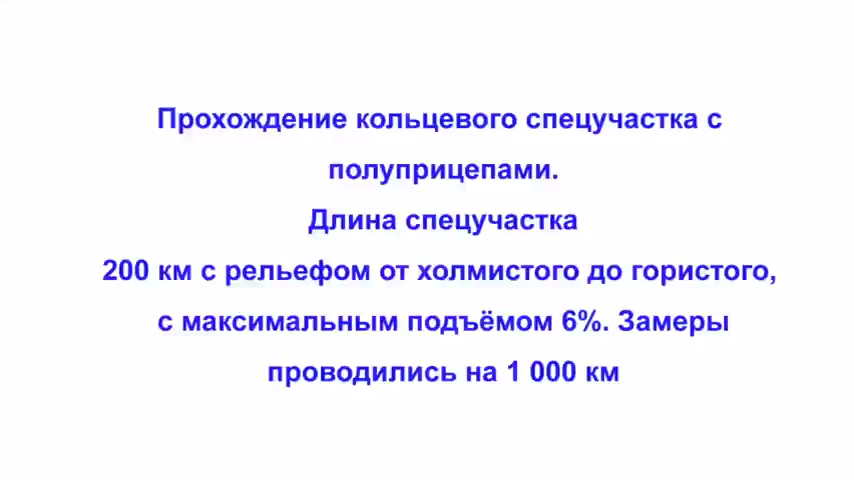 Прохождение кольцевого спецучастка с
полуприцепами.
Длина спецучастка
200 км с рельефом от холмистого до гористого,
с максимальным подъёмом 6%. Замеры
проводились на 1 000 км